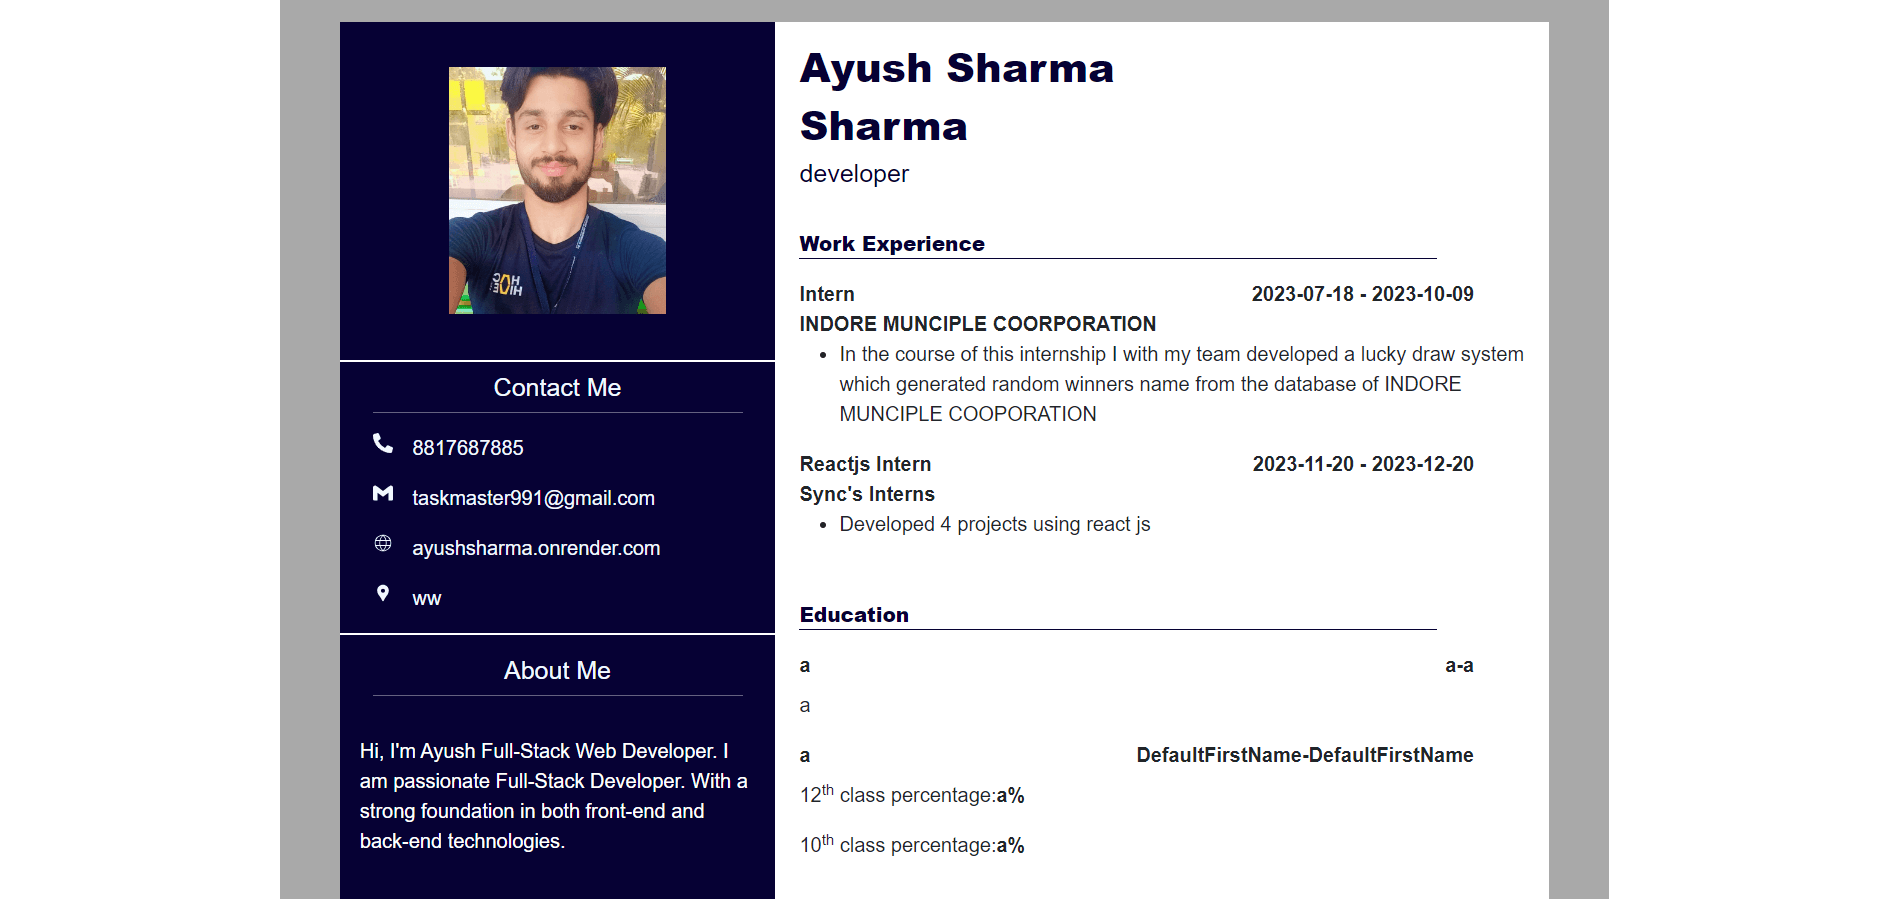 Ayush Sharma
Sharma
developer
Contact Me
8817687885
taskmaster991@gmail.com
ayushsharma.onrender.com
ww
About Me
Hi, I'm Ayush Full-Stack Web Developer. I
am passionate Full-Stack Developer. With a
strong foundation in both front-end and
back-end technologies.
Work Experience
Intern 2023-07-18 - 2023-10-09
INDORE MUNCIPLE COORPORATION
• In the course of this internship I with my team developed a lucky draw system
which generated random winners name from the database of INDORE
MUNCIPLE COOPORATION
Reactjs Intern 2023-11-20 - 2023-12-20
Sync's Interns
• Developed 4 projects using react js
Education
a a-a
a
a DefaultFirstName-DefaultFirstName
12th class percentage:a%
10th class percentage:a%